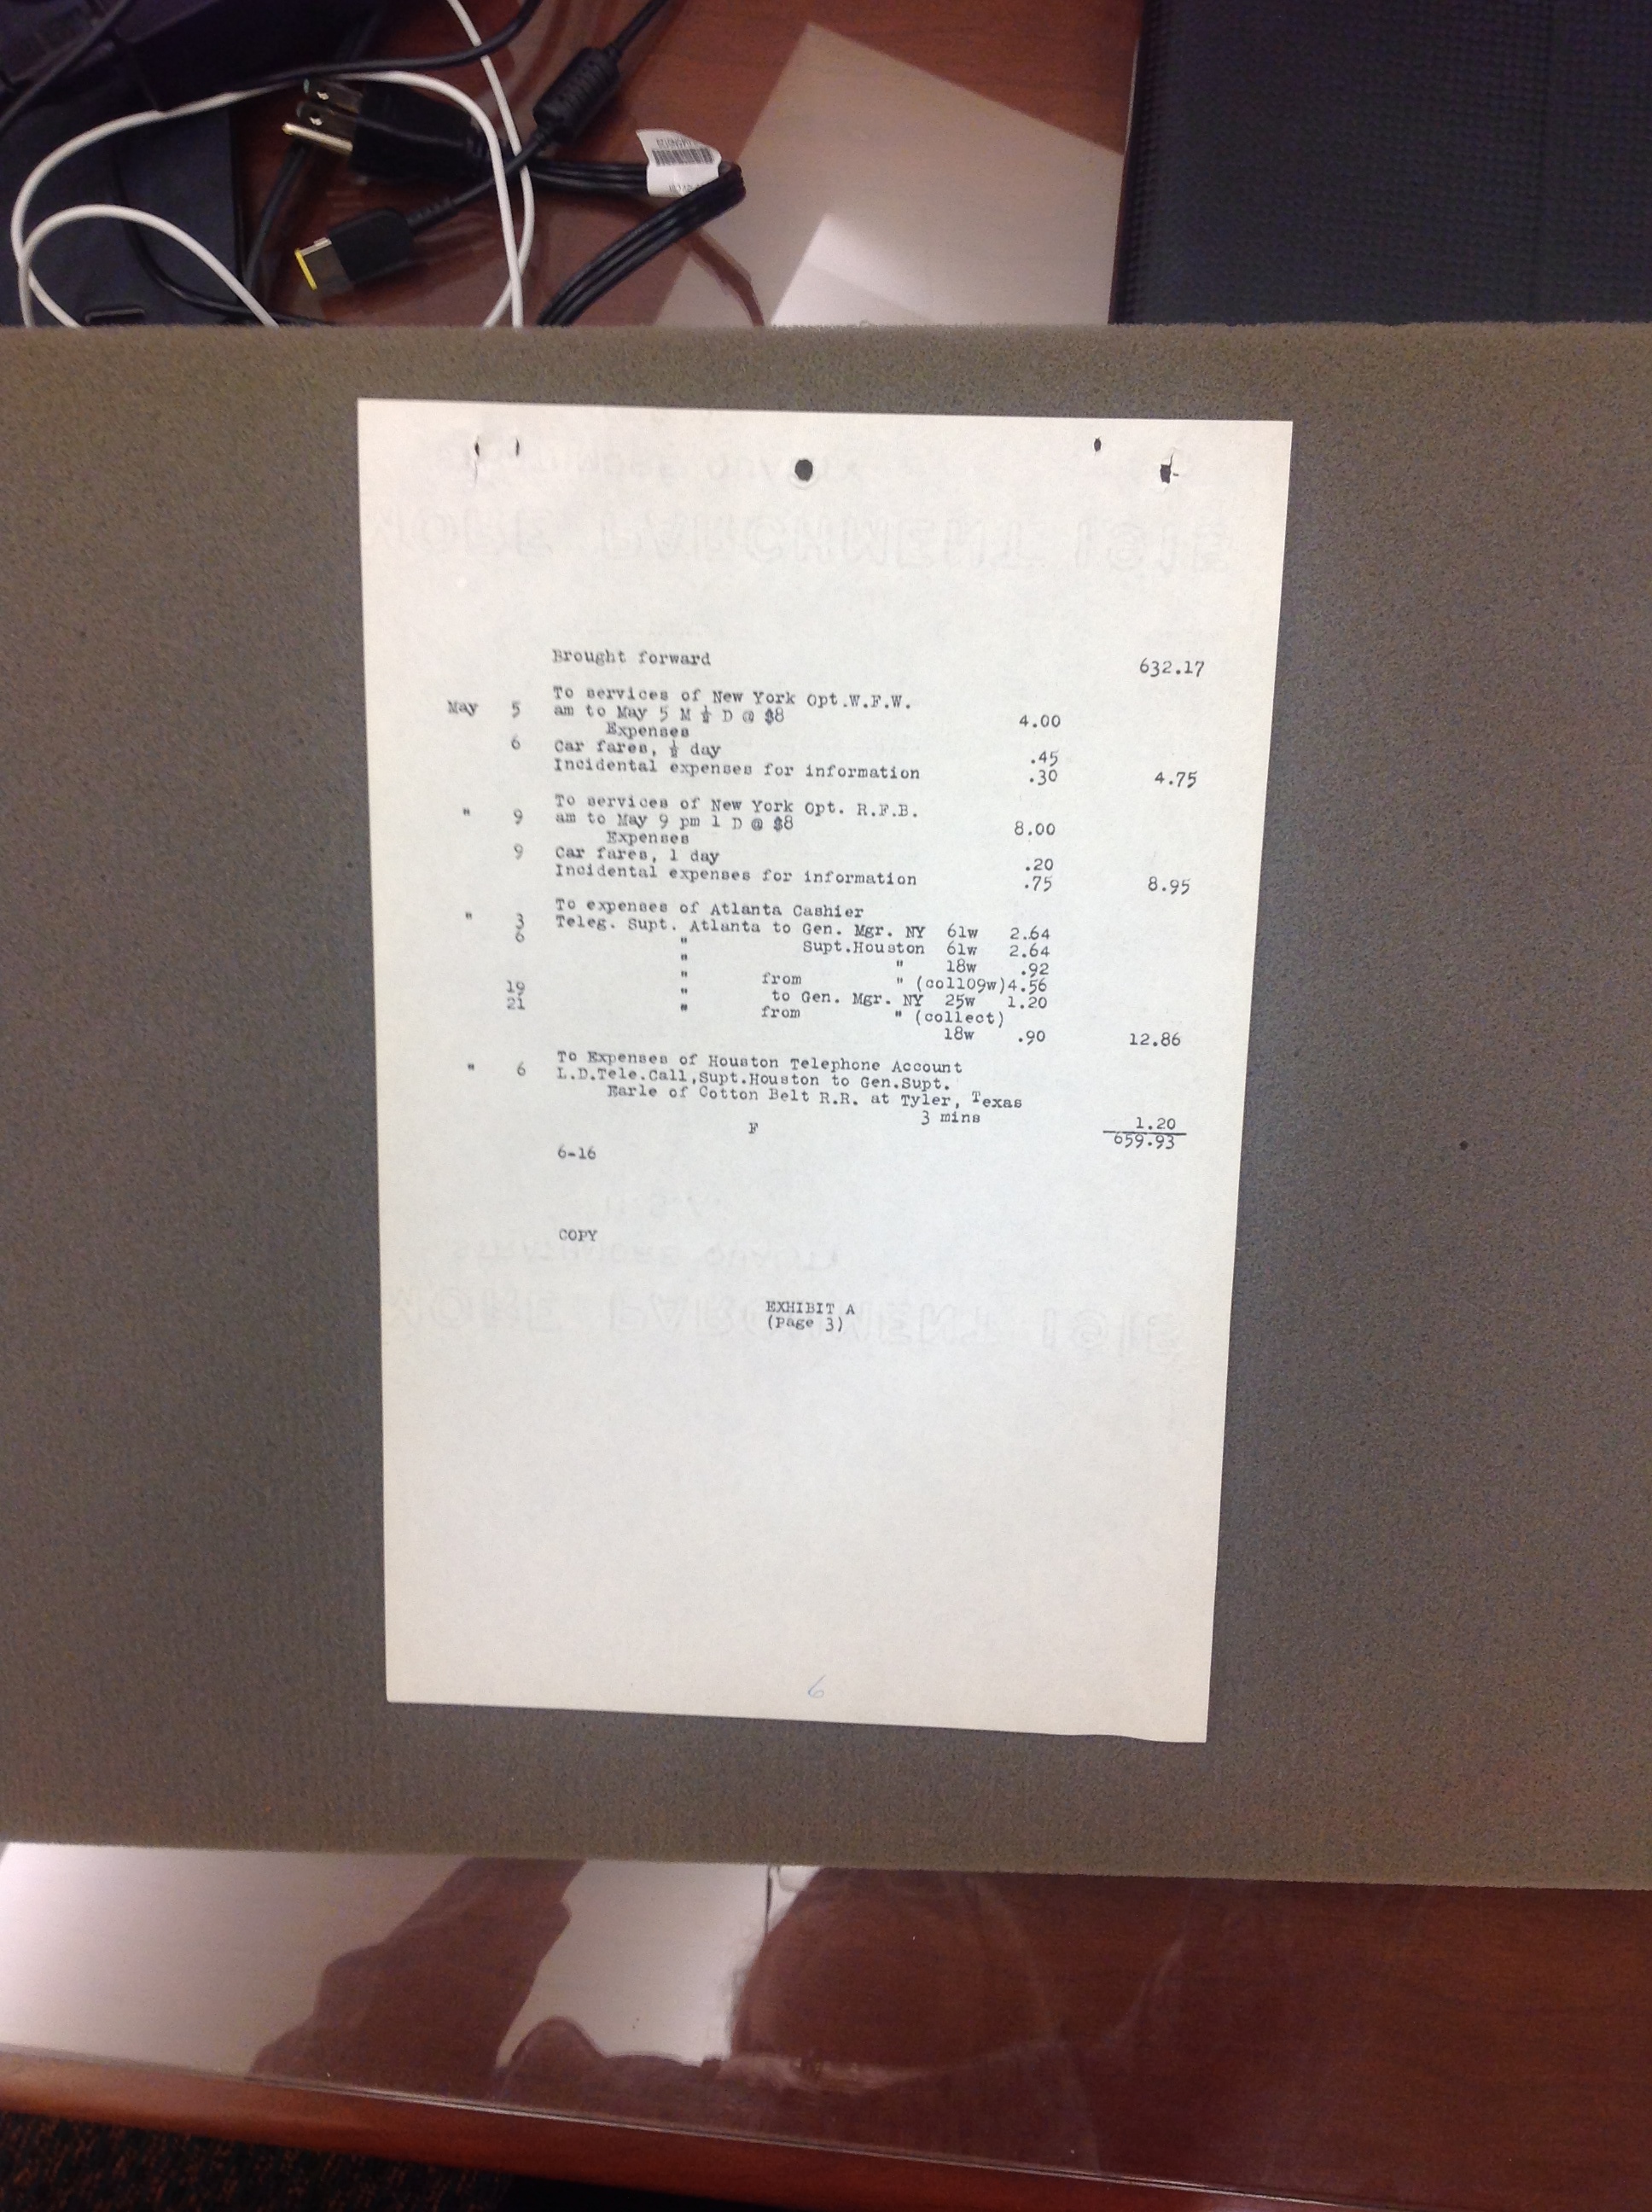 Brought forward 632.17
To services of New York Opt.W.F.W.
May 5 am to May 5 M ½ D @ $8 4.00
Expenses
6 Car fares, ½ day .45
Incidental expenses for information .30 4.75
To services of New York Opt. R.F.B.
" 9 am to May 9 pm 1 D @ $8 8.00
Expenses
9 Car fares, 1 day .20
Incidental expenses for information .75 8.95
To expenses of Atlanta Cashier
" 3 Teleg. Supt. Atlanta to Gen. Mgr. NY 61w 2.64
6 " Supt.Houston 61w 2.64
" " 18w .92
" from " (coll09w)4.56
19 " to Gen. Mgr. NY 25w 1.20
21 " from " (collect)
18w .90 12.86
To Expenses of Houston Telephone Account
" 6 L.D.Tele.Call,Supt.Houston to Gen.Supt.
Earle of Cotton Belt R.R. at Tyler, Texas
3 mins 1.20
F 659.93
6-16
COPY
EXHIBIT A
(Page 3)
6